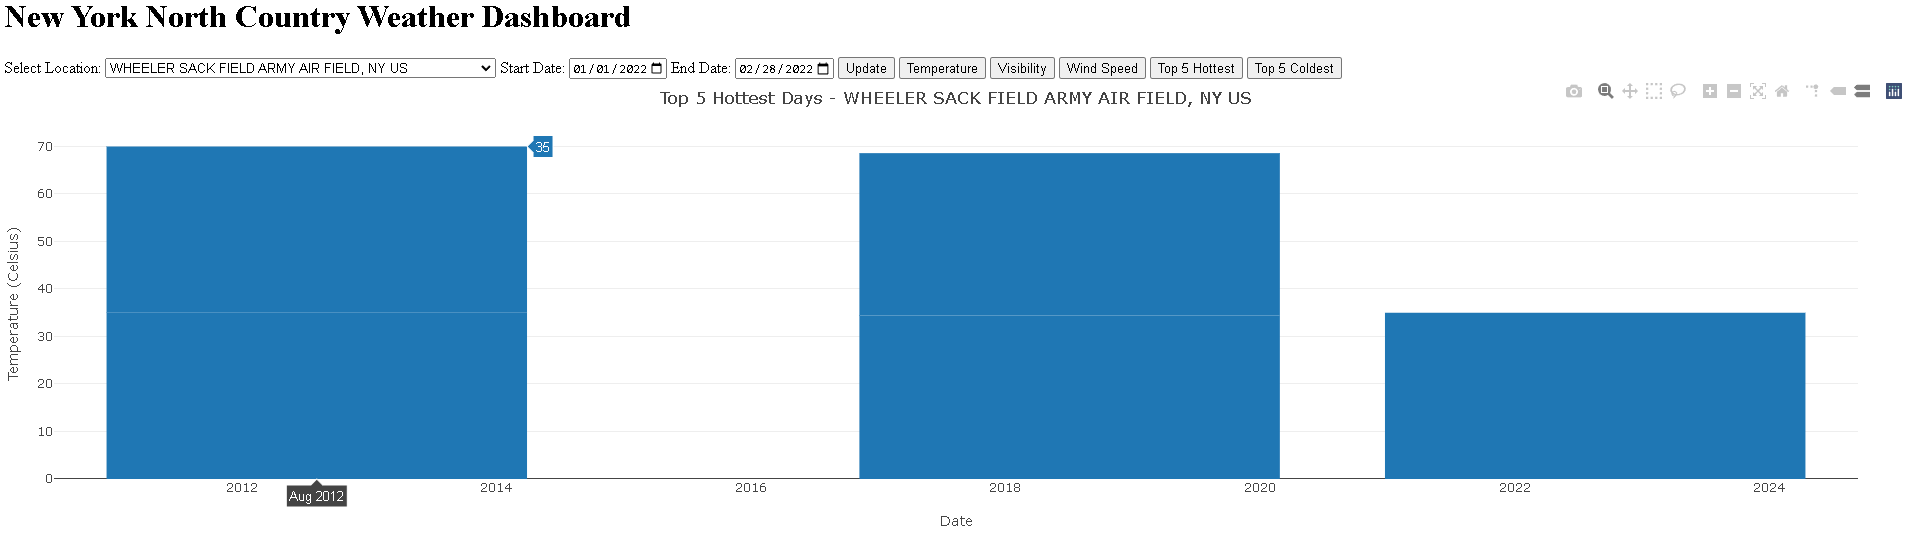 New York North Country Weather Dashboard
Select Location: WHEELER SACK FIELD ARMY AIR FIELD, NY US Start Date: 01/01/2022 End Date: 02/28/2022 Update Temperature Visibility Wind Speed Top 5 Hottest Top 5 Coldest
Top 5 Hottest Days - WHEELER SACK FIELD ARMY AIR FIELD, NY US
Temperature (Celsius)
70
60
50
40
30
20
10
0
35
2012 2014 2016 2018 2020 2022 2024
Aug 2012
Date